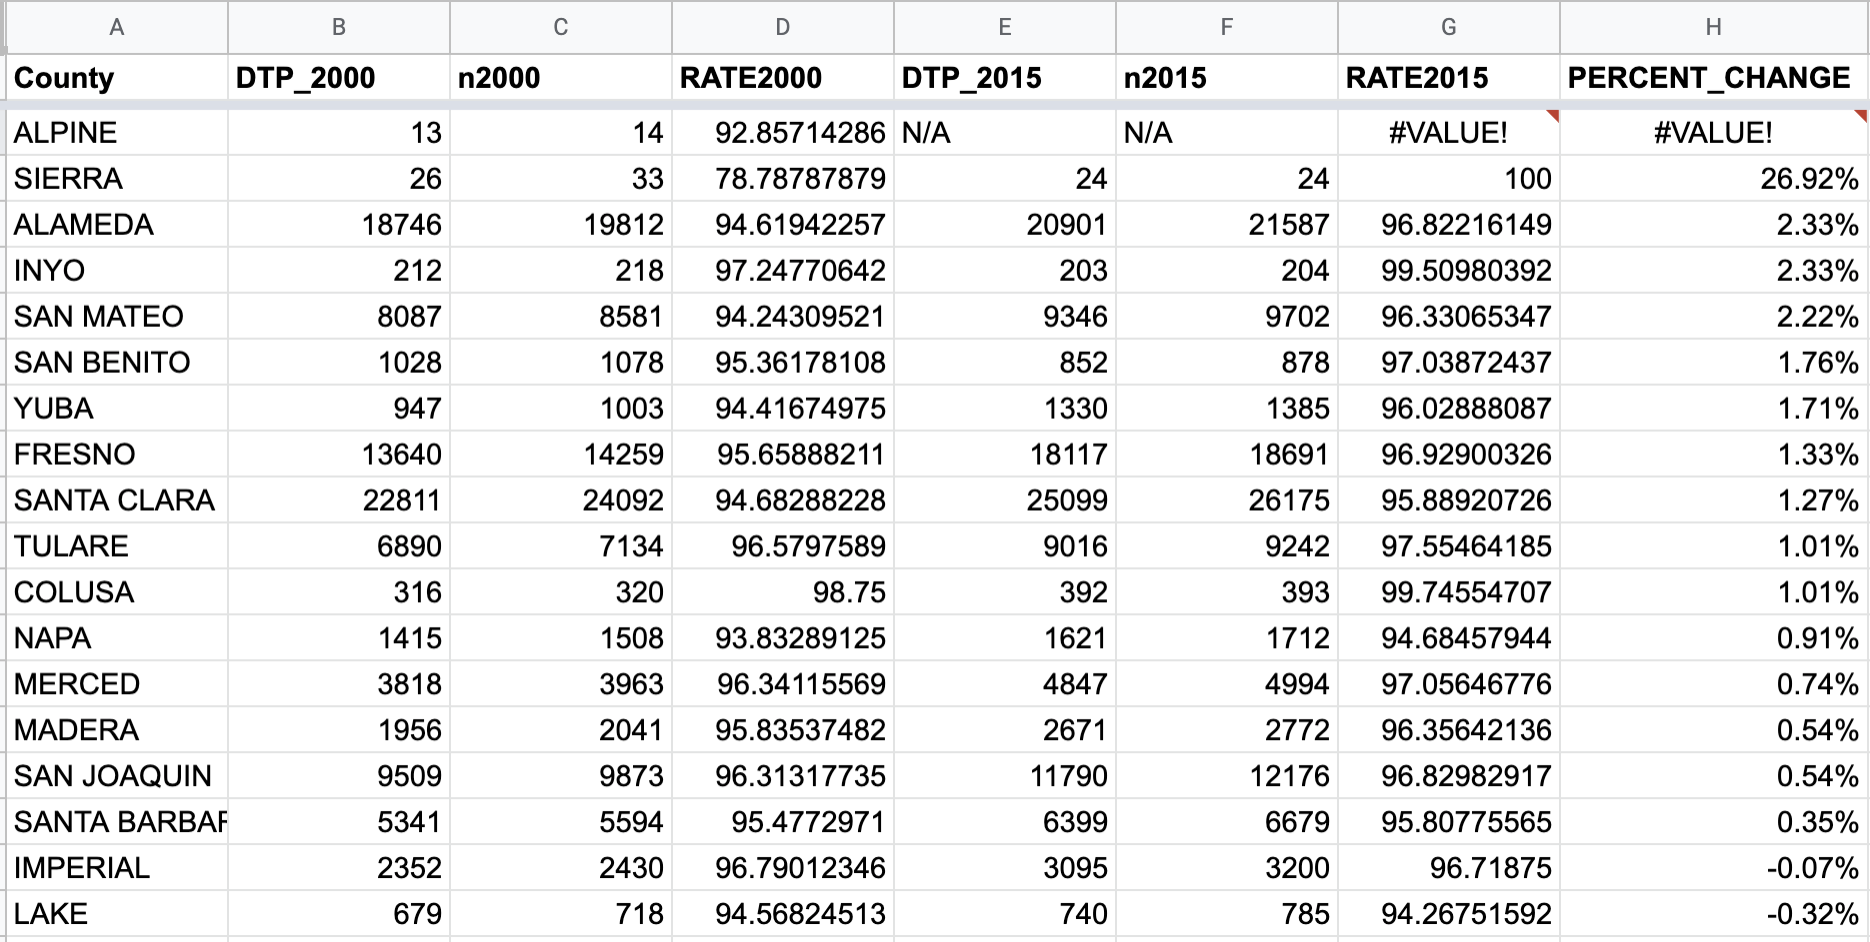 A B C D E F G H
County DTP_2000 n2000 RATE2000 DTP_2015 n2015 RATE2015 PERCENT_CHANGE
ALPINE 13 14 92.85714286 N/A N/A #VALUE! #VALUE!
SIERRA 26 33 78.78787879 24 24 100 26.92%
ALAMEDA 18746 19812 94.61942257 20901 21587 96.82216149 2.33%
INYO 212 218 97.24770642 203 204 99.50980392 2.33%
SAN MATEO 8087 8581 94.24309521 9346 9702 96.33065347 2.22%
SAN BENITO 1028 1078 95.36178108 852 878 97.03872437 1.76%
YUBA 947 1003 94.41674975 1330 1385 96.02888087 1.71%
FRESNO 13640 14259 95.65888211 18117 18691 96.92900326 1.33%
SANTA CLARA 22811 24092 94.68288228 25099 26175 95.88920726 1.27%
TULARE 6890 7134 96.5797589 9016 9242 97.55464185 1.01%
COLUSA 316 320 98.75 392 393 99.74554707 1.01%
NAPA 1415 1508 93.83289125 1621 1712 94.68457944 0.91%
MERCED 3818 3963 96.34115569 4847 4994 97.05646776 0.74%
MADERA 1956 2041 95.83537482 2671 2772 96.35642136 0.54%
SAN JOAQUIN 9509 9873 96.31317735 11790 12176 96.82982917 0.54%
SANTA BARBAR 5341 5594 95.4772971 6399 6679 95.80775565 0.35%
IMPERIAL 2352 2430 96.79012346 3095 3200 96.71875 -0.07%
LAKE 679 718 94.56824513 740 785 94.26751592 -0.32%